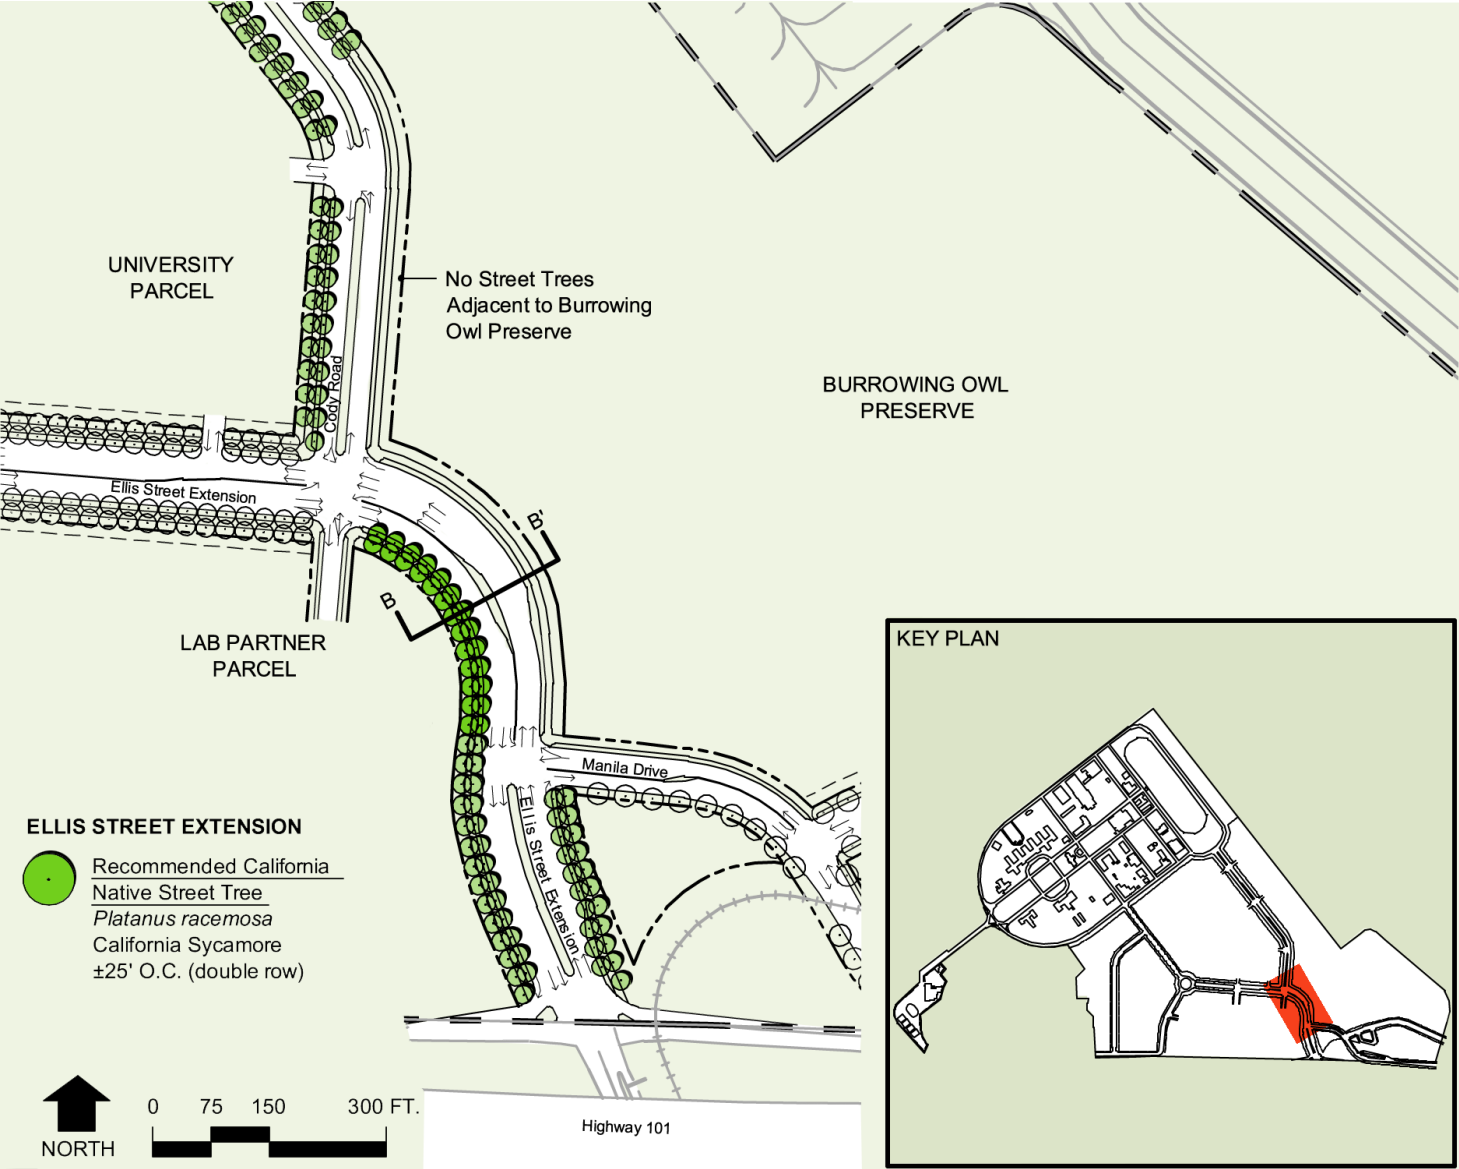 UNIVERSITY
PARCEL
No Street Trees
Adjacent to Burrowing
Owl Preserve
Cody Road
BURROWING OWL
PRESERVE
Ellis Street Extension
B'
B
LAB PARTNER
PARCEL
KEY PLAN
Manila Drive
Ellis Street Extension
ELLIS STREET EXTENSION
Recommended California
Native Street Tree
Platanus racemosa
California Sycamore
±25' O.C. (double row)
0 75 150 300 FT.
NORTH
Highway 101